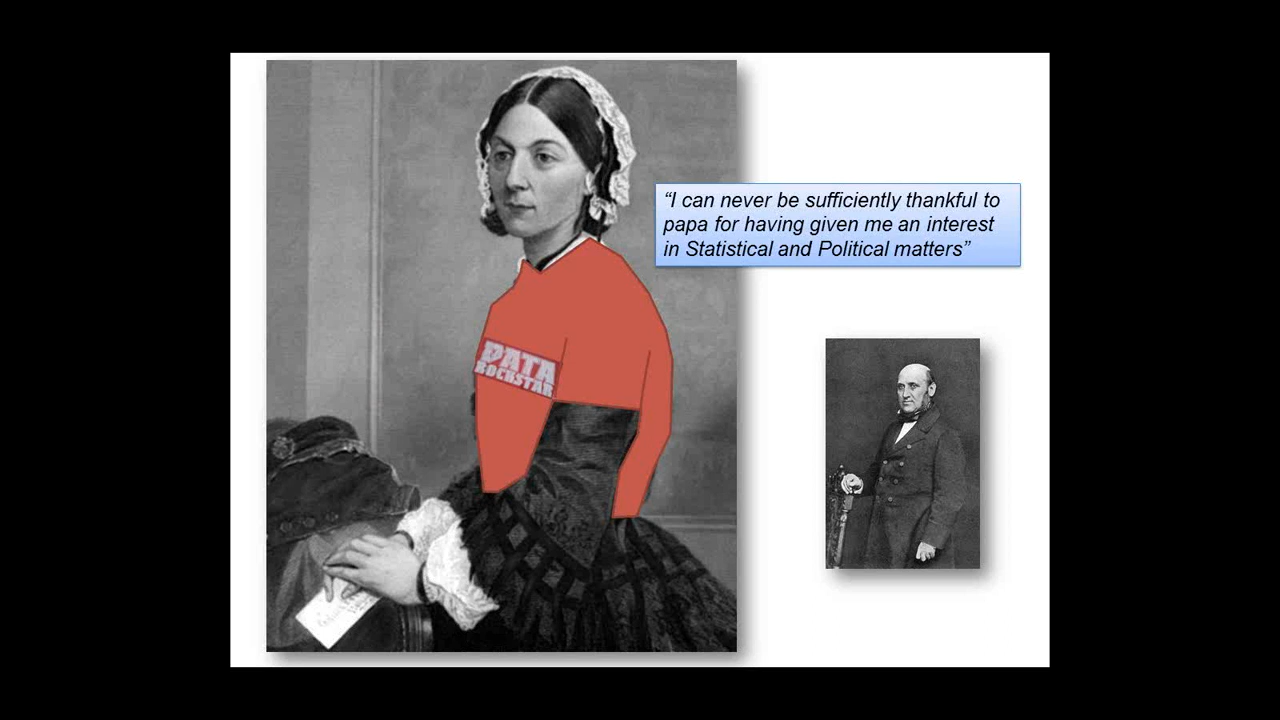 “I can never be sufficiently thankful to
papa for having given me an interest
in Statistical and Political matters”
DATA
ROCKSTAR